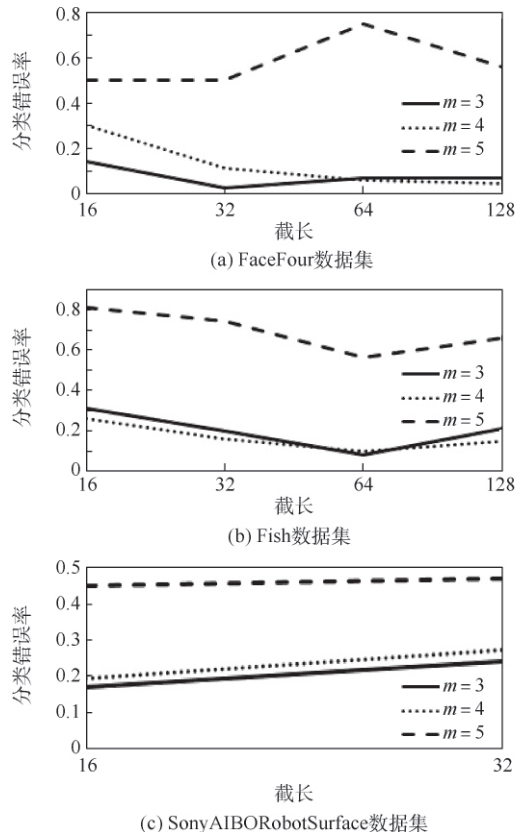 0.8
0.6
0.4
0.2
0
分类错误率
m = 3
m = 4
m = 5
16 32 64 128
截长
(a) FaceFour数据集
0.8
0.6
0.4
0.2
0
分类错误率
m = 3
m = 4
m = 5
16 32 64 128
截长
(b) Fish数据集
0.5
0.4
0.3
0.2
0.1
0
分类错误率
m = 3
m = 4
m = 5
16 32
截长
(c) SonyAIBORobotSurface数据集